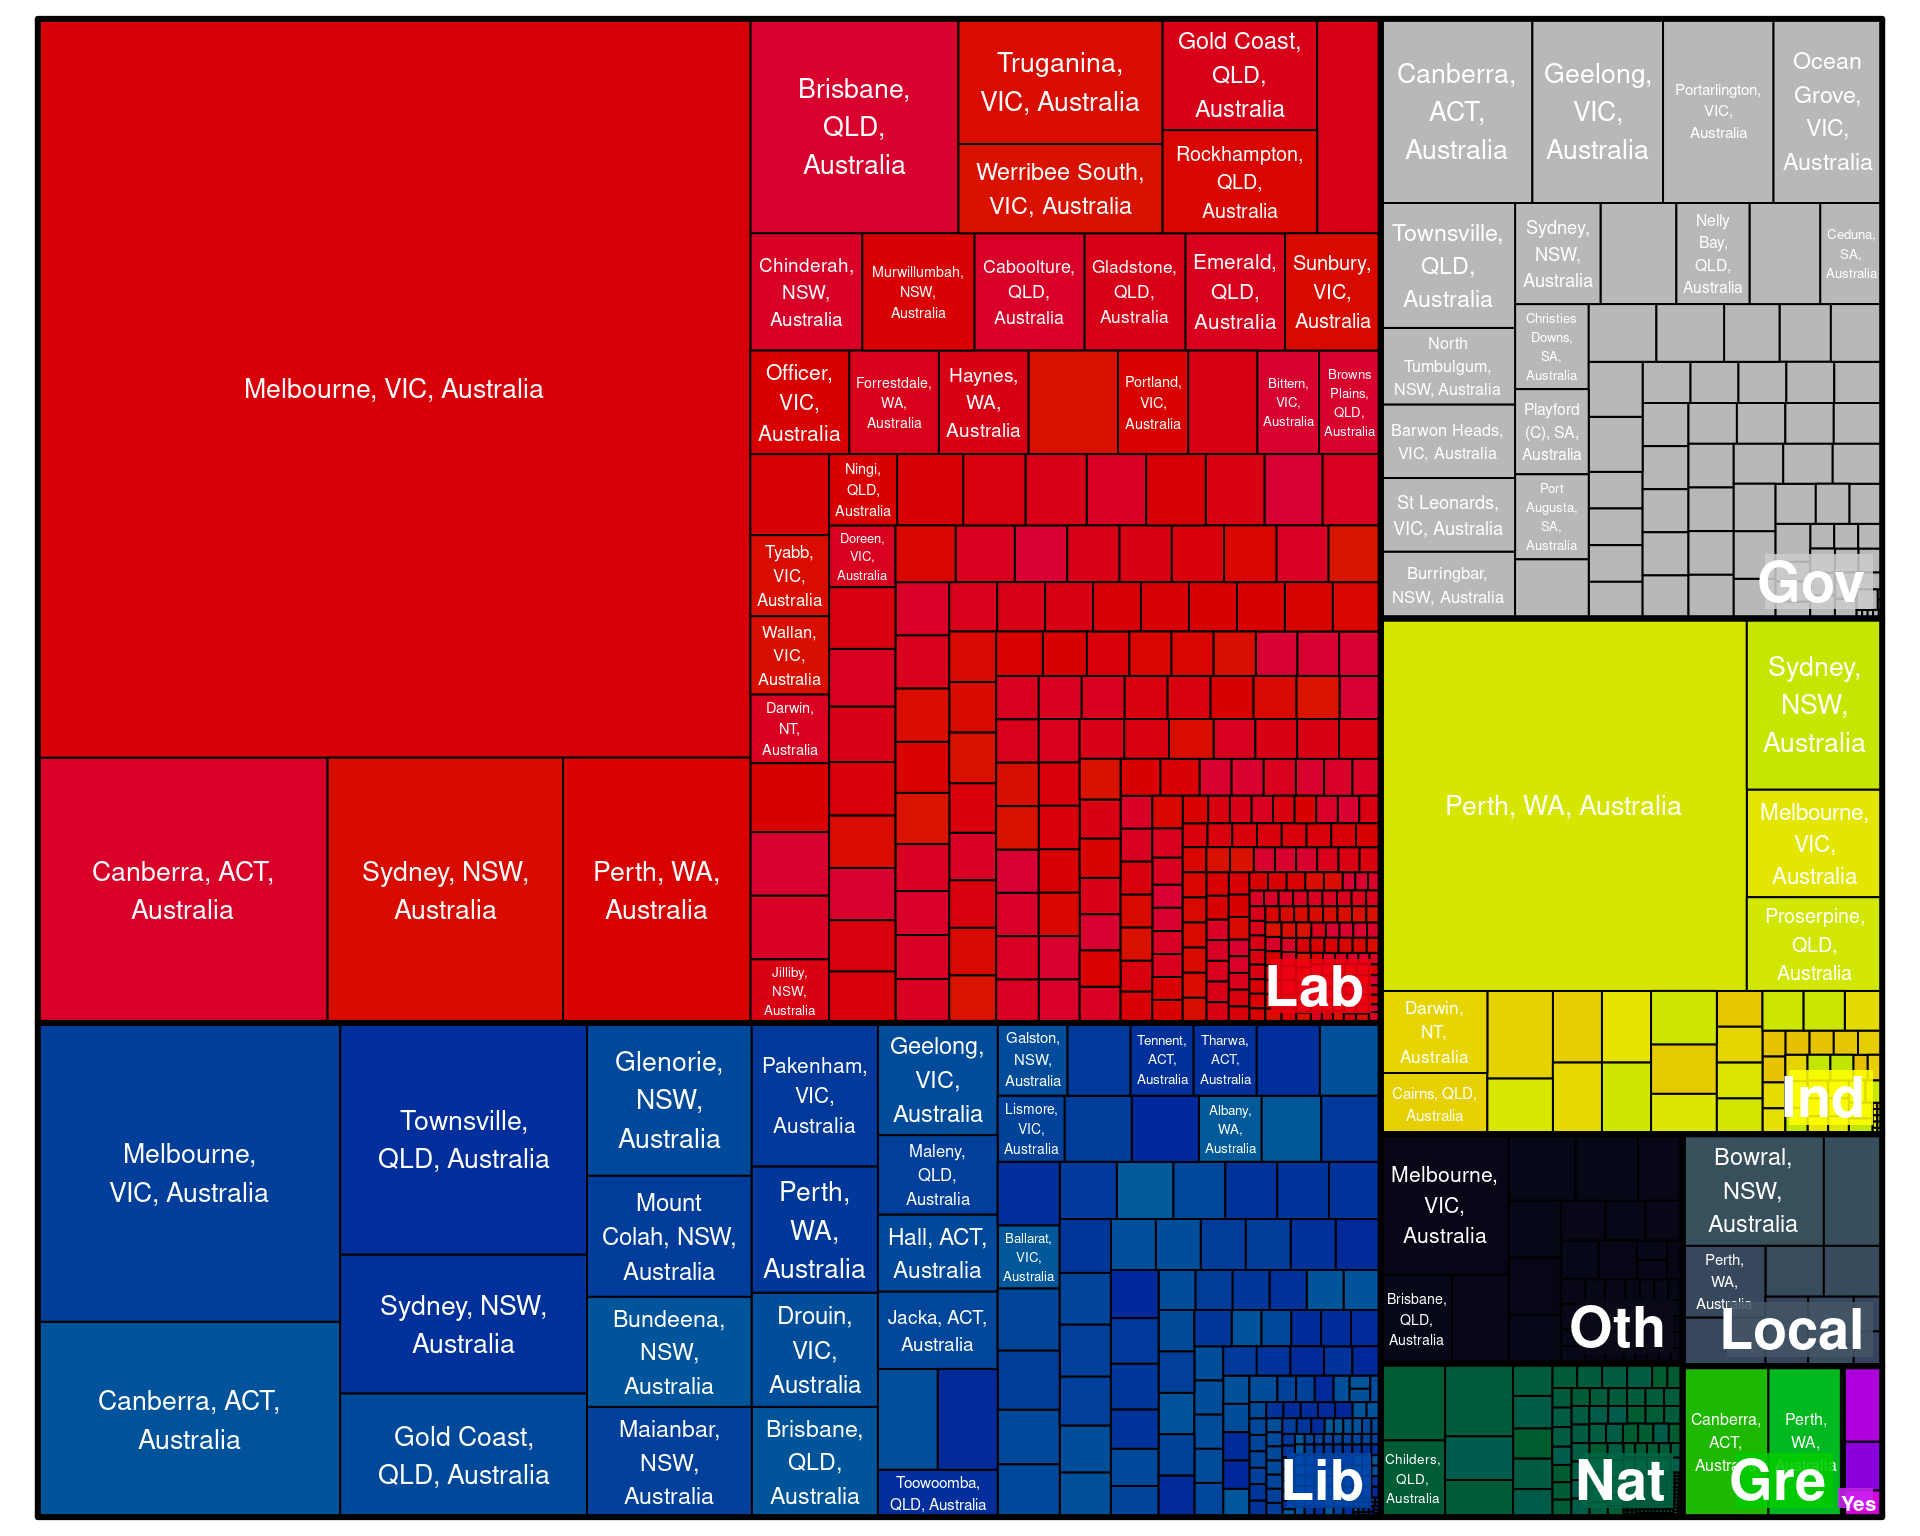 Melbourne, VIC, Australia
Canberra, ACT,
Australia
Sydney, NSW,
Australia
Perth, WA,
Australia
Brisbane,
QLD,
Australia
Truganina,
VIC, Australia
Werribee South,
VIC, Australia
Gold Coast,
QLD,
Australia
Rockhampton,
QLD,
Australia
Chinderah,
NSW,
Australia
Murwillumbah,
NSW,
Australia
Caboolture,
QLD,
Australia
Gladstone,
QLD,
Australia
Emerald,
QLD,
Australia
Sunbury,
VIC,
Australia
Officer,
VIC,
Australia
Forrestdale,
WA,
Australia
Haynes,
WA,
Australia
Portland,
VIC,
Australia
Bittern,
VIC,
Australia
Browns
Plains,
QLD,
Australia
Ningi,
QLD,
Australia
Tyabb,
VIC,
Australia
Doreen,
VIC,
Australia
Wallan,
VIC,
Australia
Darwin,
NT,
Australia
Jilliby,
NSW,
Australia
Lab
Canberra,
ACT,
Australia
Geelong,
VIC,
Australia
Portarlington,
VIC,
Australia
Ocean
Grove,
VIC,
Australia
Townsville,
QLD,
Australia
Sydney,
NSW,
Australia
Nelly
Bay,
QLD,
Australia
Ceduna,
SA,
Australia
North
Tumbulgum,
NSW, Australia
Christies
Downs,
SA,
Australia
Barwon Heads,
VIC, Australia
Playford
(C), SA,
Australia
St Leonards,
VIC, Australia
Port
Augusta,
SA,
Australia
Burringbar,
NSW, Australia
Gov
Perth, WA, Australia
Sydney,
NSW,
Australia
Melbourne,
VIC,
Australia
Proserpine,
QLD,
Australia
Darwin,
NT,
Australia
Cairns, QLD,
Australia
Ind
Melbourne,
VIC, Australia
Canberra, ACT,
Australia
Townsville,
QLD, Australia
Sydney, NSW,
Australia
Gold Coast,
QLD, Australia
Glenorie,
NSW,
Australia
Mount
Colah, NSW,
Australia
Bundeena,
NSW,
Australia
Maianbar,
NSW,
Australia
Pakenham,
VIC,
Australia
Perth,
WA,
Australia
Drouin,
VIC,
Australia
Brisbane,
QLD,
Australia
Geelong,
VIC,
Australia
Maleny,
QLD,
Australia
Hall, ACT,
Australia
Jacka, ACT,
Australia
Toowoomba,
QLD, Australia
Galston,
NSW,
Australia
Tennent,
ACT,
Australia
Tharwa,
ACT,
Australia
Lismore,
VIC,
Australia
Albany,
WA,
Australia
Ballarat,
VIC,
Australia
Lib
Melbourne,
VIC,
Australia
Brisbane,
QLD,
Australia
Oth
Bowral,
NSW,
Australia
Perth,
WA,
Australia
Local
Childers,
QLD,
Australia
Nat
Canberra,
ACT,
Australia
Perth,
WA,
Australia
Gre
Yes